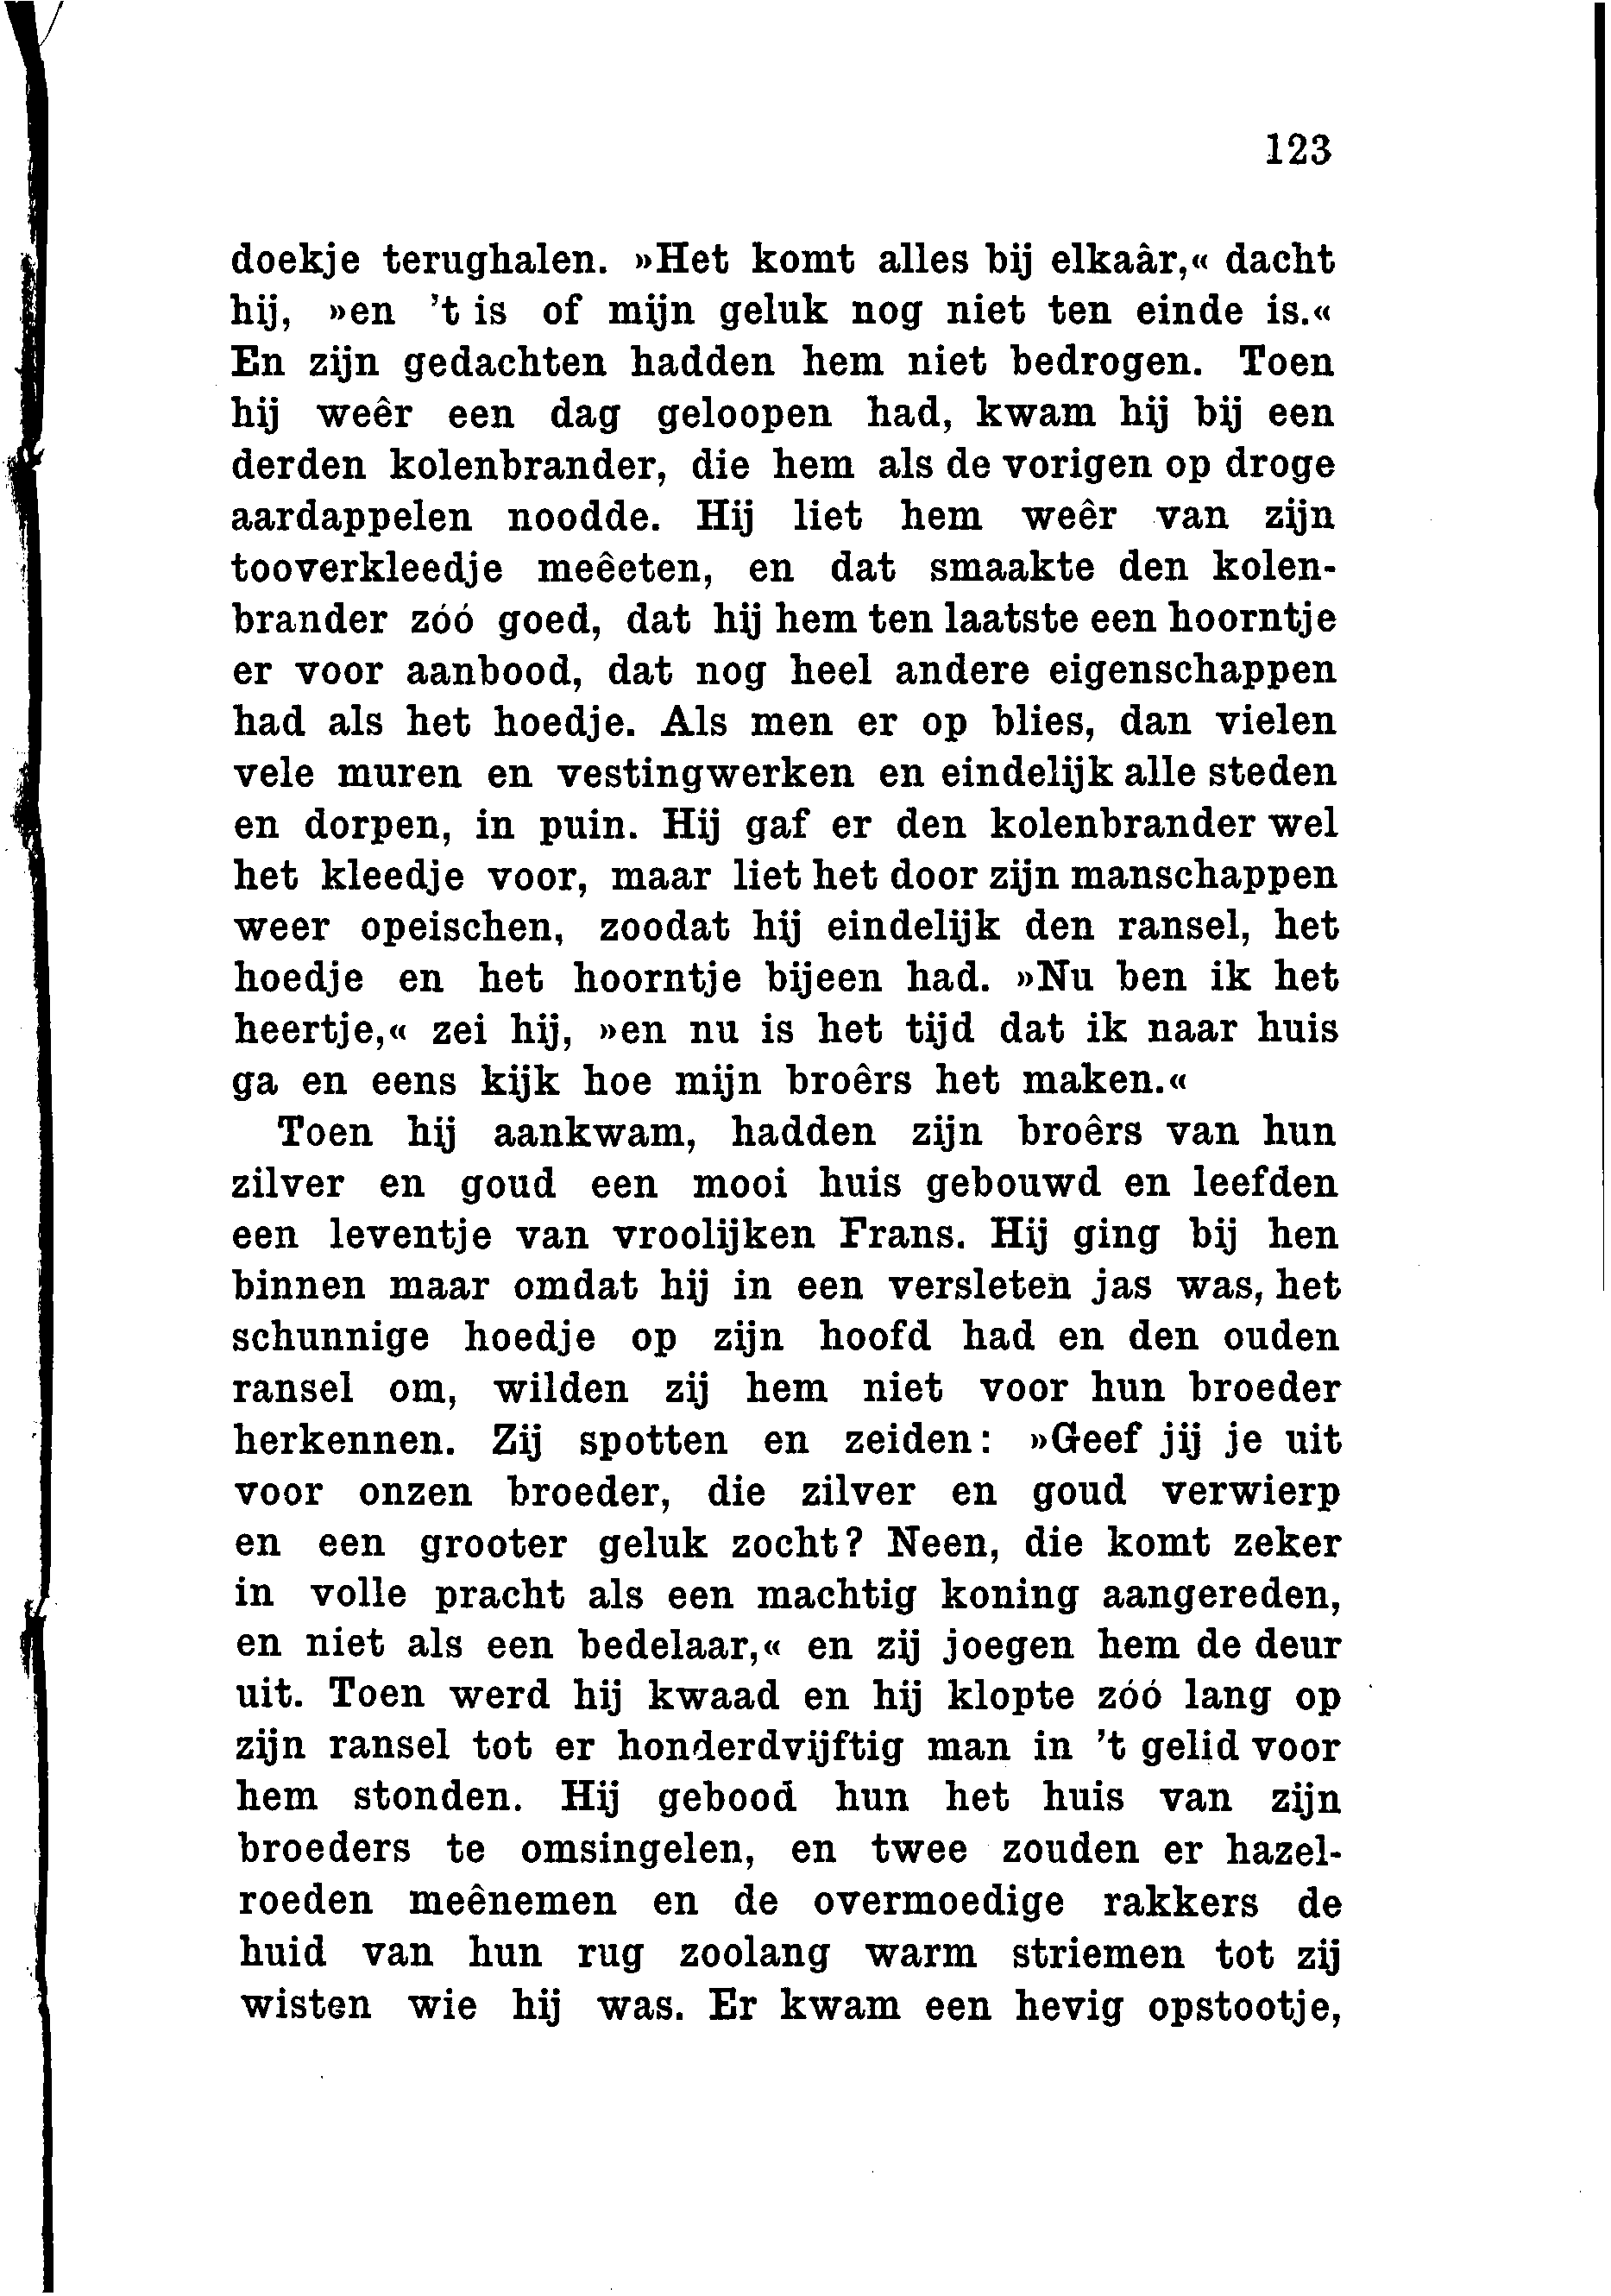 123
doekje terughalen. »Het komt alles bij elkaâr,« dacht
hij, »en 't is of mijn geluk nog niet ten einde is.«
En zijn gedachten hadden hem niet bedrogen. Toen
hij weêr een dag geloopen had, kwam hij bij een
derden kolenbrander, die hem als de vorigen op droge
aardappelen noodde. Hij liet hem weêr van zijn
tooverkleedje meêeten, en dat smaakte den kolen-
brander zóó goed, dat hij hem ten laatste een hoorntje
er voor aanbood, dat nog heel andere eigenschappen
had als het hoedje. Als men er op blies, dan vielen
vele muren en vestingwerken en eindelijk alle steden
en dorpen, in puin. Hij gaf er den kolenbrander wel
het kleedje voor, maar liet het door zijn manschappen
weer opeischen, zoodat hij eindelijk den ransel, het
hoedje en het hoorntje bijeen had. »Nu ben ik het
heertje,« zei hij, »en nu is het tijd dat ik naar huis
ga en eens kijk hoe mijn broêrs het maken.«
Toen hij aankwam, hadden zijn broêrs van hun
zilver en goud een mooi huis gebouwd en leefden
een leventje van vroolijken Frans. Hij ging bij hen
binnen maar omdat hij in een versleten jas was, het
schunnige hoedje op zijn hoofd had en den ouden
ransel om, wilden zij hem niet voor hun broeder
herkennen. Zij spotten en zeiden: »Geef jij je uit
voor onzen broeder, die zilver en goud verwierp
en een grooter geluk zocht? Neen, die komt zeker
in volle pracht als een machtig koning aangereden,
en niet als een bedelaar,« en zij joegen hem de deur
uit. Toen werd hij kwaad en hij klopte zóó lang op
zijn ransel tot er honderdvijftig man in 't gelid voor
hem stonden. Hij gebood hun het huis van zijn
broeders te omsingelen, en twee zouden er hazel-
roeden meênemen en de overmoedige rakkers de
huid van hun rug zoolang warm striemen tot zij
wisten wie hij was. Er kwam een hevig opstootje,